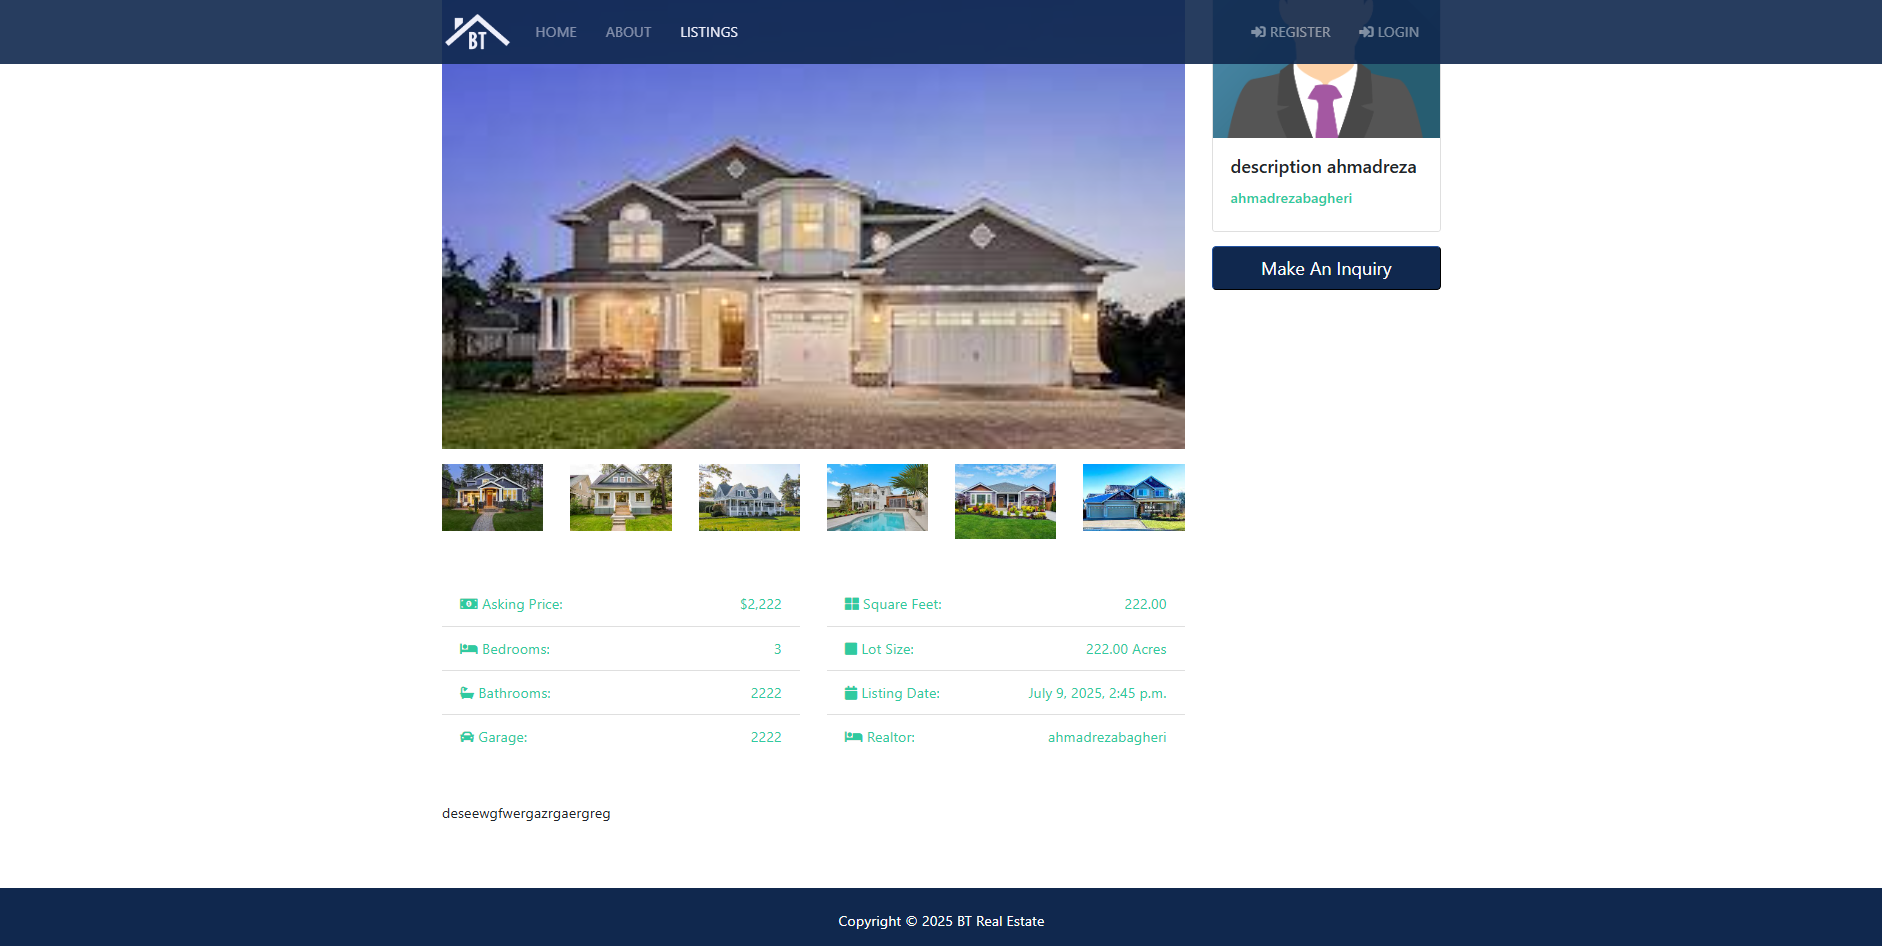 BT
HOME
ABOUT
LISTINGS
REGISTER
LOGIN
description ahmadreza
ahmadrezabagheri
Make An Inquiry
Asking Price: $2,222
Bedrooms: 3
Bathrooms: 2222
Garage: 2222
Square Feet: 222.00
Lot Size: 222.00 Acres
Listing Date: July 9, 2025, 2:45 p.m.
Realtor: ahmadrezabagheri
deseewgfwergazrgaergreg
Copyright © 2025 BT Real Estate